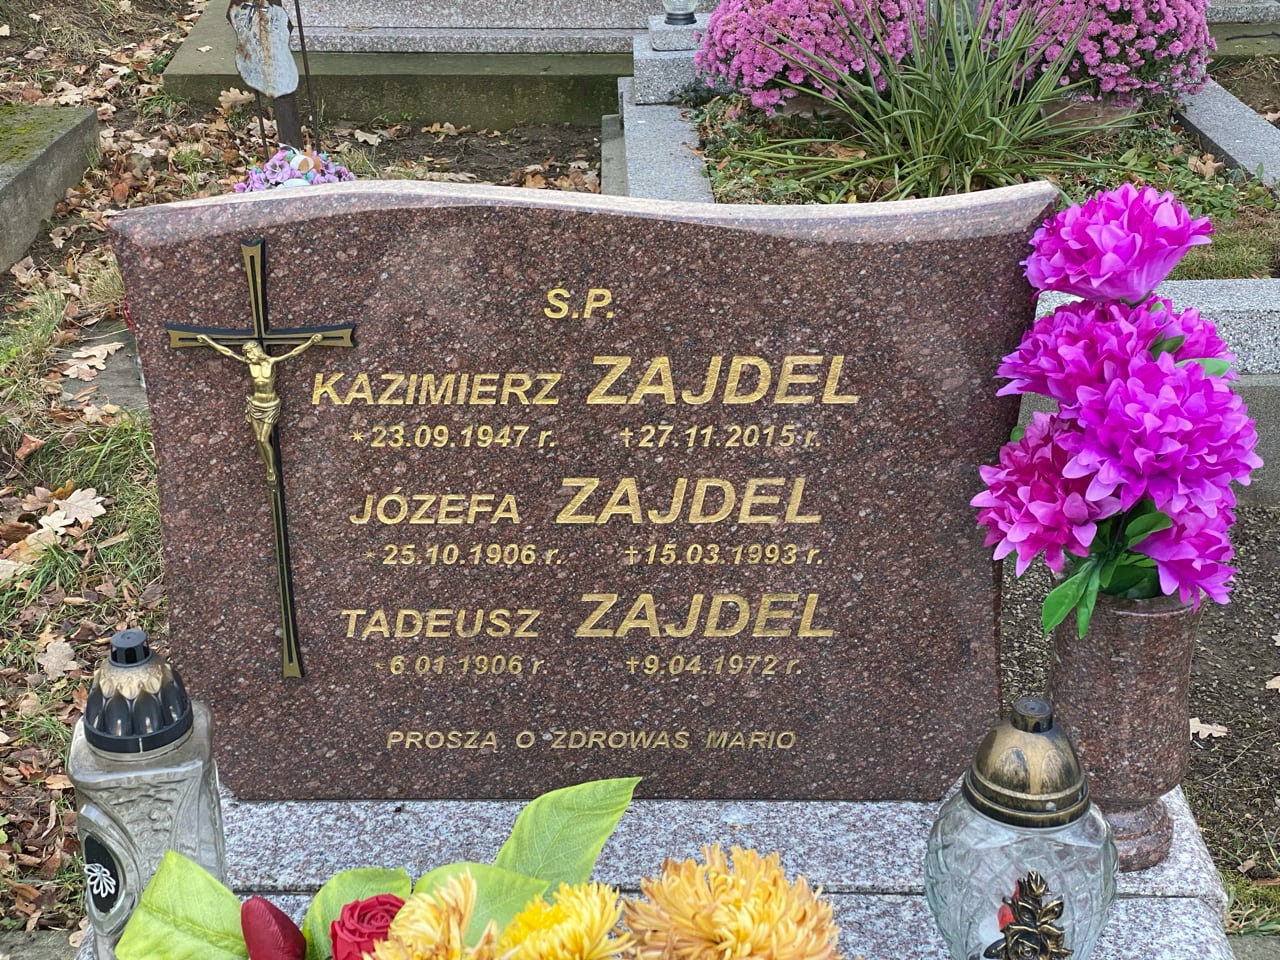 Ś.P.
KAZIMIERZ ZAJDEL
*23.09.1947 r. †27.11.2015 r.
JÓZEFA ZAJDEL
*25.10.1906 r. †15.03.1993 r.
TADEUSZ ZAJDEL
*6.01.1906 r. †9.04.1972 r.
PROSZĄ O ZDROWAŚ MARIO